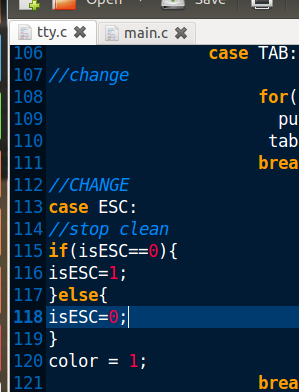 Open
Save
tty.c
main.c
106 case TAB:
107 //change
108 for(
109 pu
110 tab
111 brea
112 //CHANGE
113 case ESC:
114 //stop clean
115 if(isESC==0){
116 isESC=1;
117 }else{
118 isESC=0;
119 }
120 color = 1;
121 brea